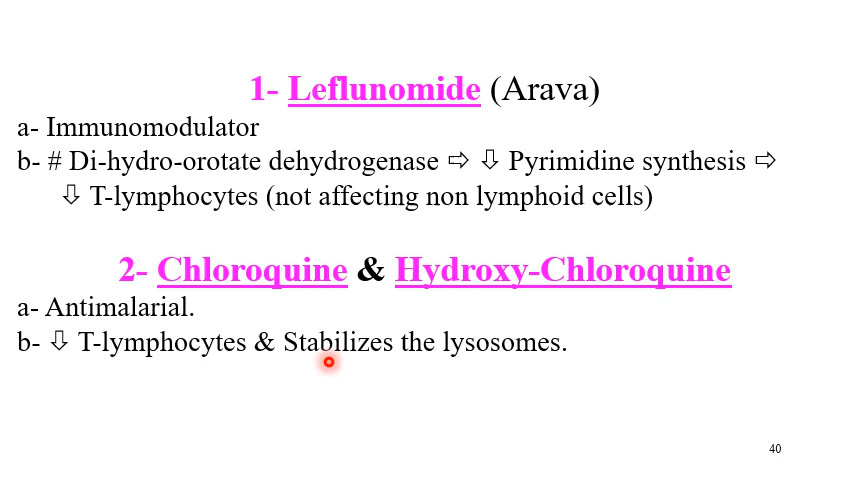 1- Leflunomide (Arava)
a- Immunomodulator
b- # Di-hydro-orotate dehydrogenase ⇨ ⇩ Pyrimidine synthesis ⇨
⇩ T-lymphocytes (not affecting non lymphoid cells)
2- Chloroquine & Hydroxy-Chloroquine
a- Antimalarial.
b- ⇩ T-lymphocytes & Stabilizes the lysosomes.
40